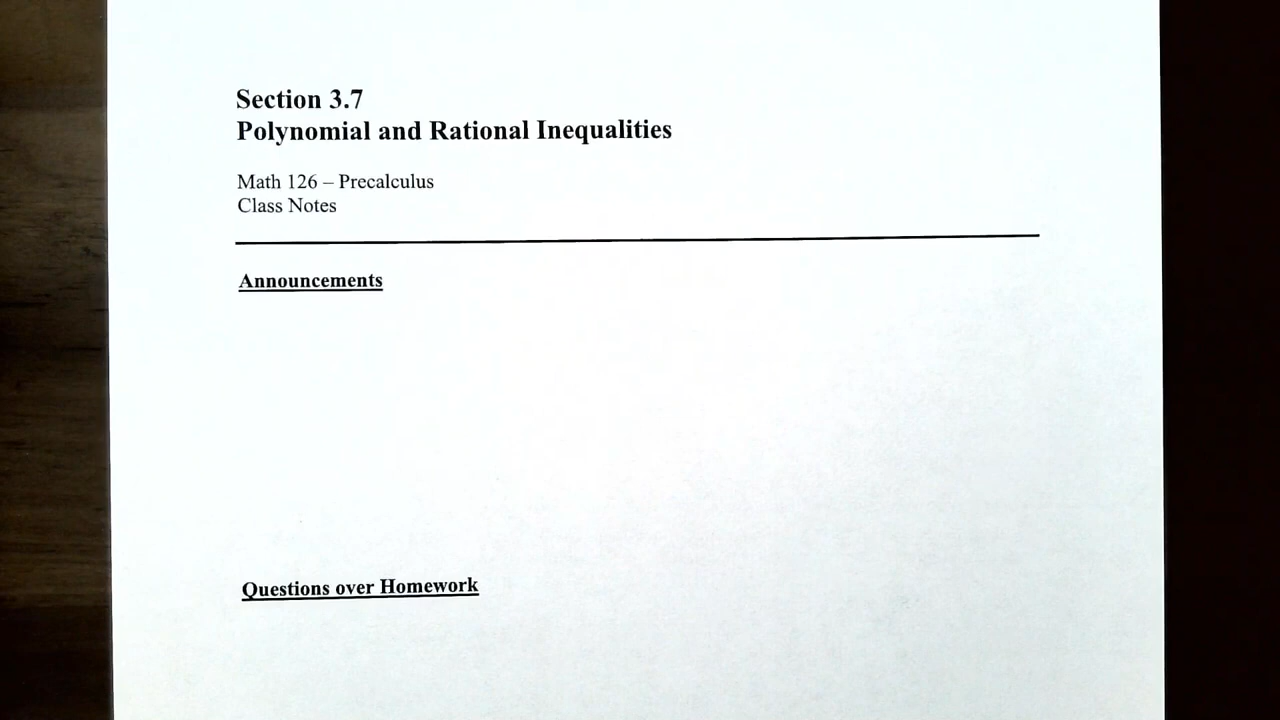 Section 3.7
Polynomial and Rational Inequalities
Math 126 – Precalculus
Class Notes
Announcements
Questions over Homework